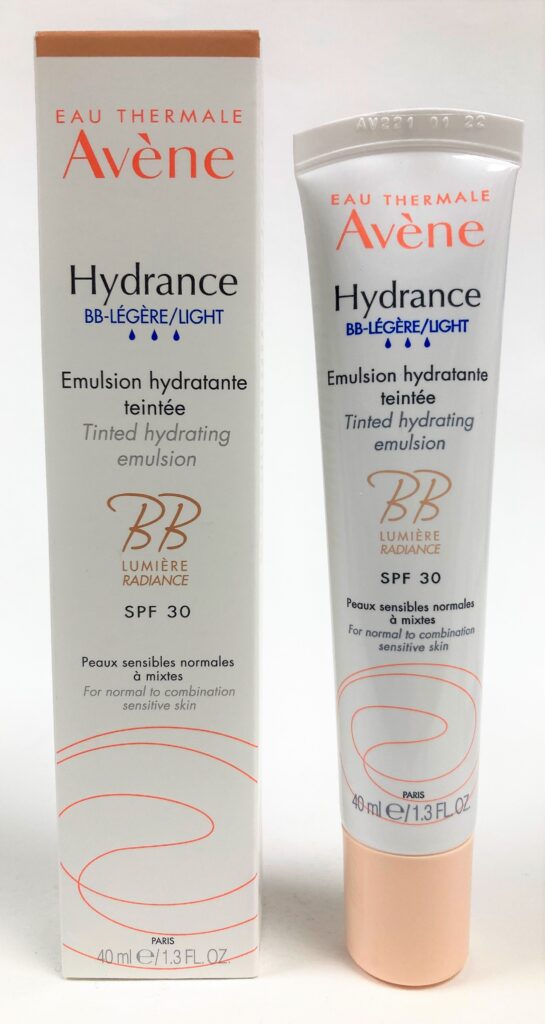 EAU THERMALE
Avène
Hydrance
BB-LÉGÈRE/LIGHT
Emulsion hydratante
teintée
Tinted hydrating
emulsion
BB
LUMIÈRE
RADIANCE
SPF 30
Peaux sensibles normales
à mixtes
For normal to combination
sensitive skin
PARIS
40 ml ℮/1.3 FL.OZ.
AV221 11 22
EAU THERMALE
Avène
Hydrance
BB-LÉGÈRE/LIGHT
Emulsion hydratante
teintée
Tinted hydrating
emulsion
BB
LUMIÈRE
RADIANCE
SPF 30
Peaux sensibles normales
à mixtes
For normal to combination
sensitive skin
PARIS
40 ml ℮/1.3 FL.OZ.